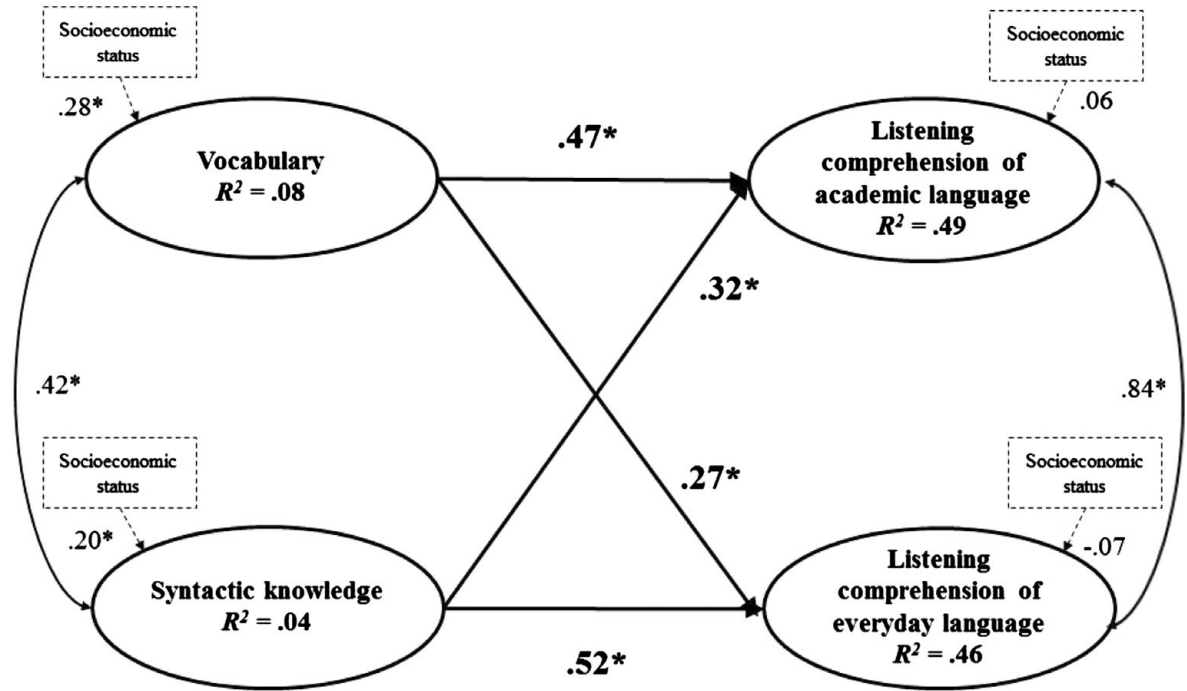 Socioeconomic
status
.28*
Vocabulary
R² = .08
.47*
Socioeconomic
status
.06
Listening
comprehension of
academic language
R² = .49
.32*
.42*
.84*
.27*
Socioeconomic
status
.20*
Syntactic knowledge
R² = .04
.52*
Socioeconomic
status
-.07
Listening
comprehension of
everyday language
R² = .46